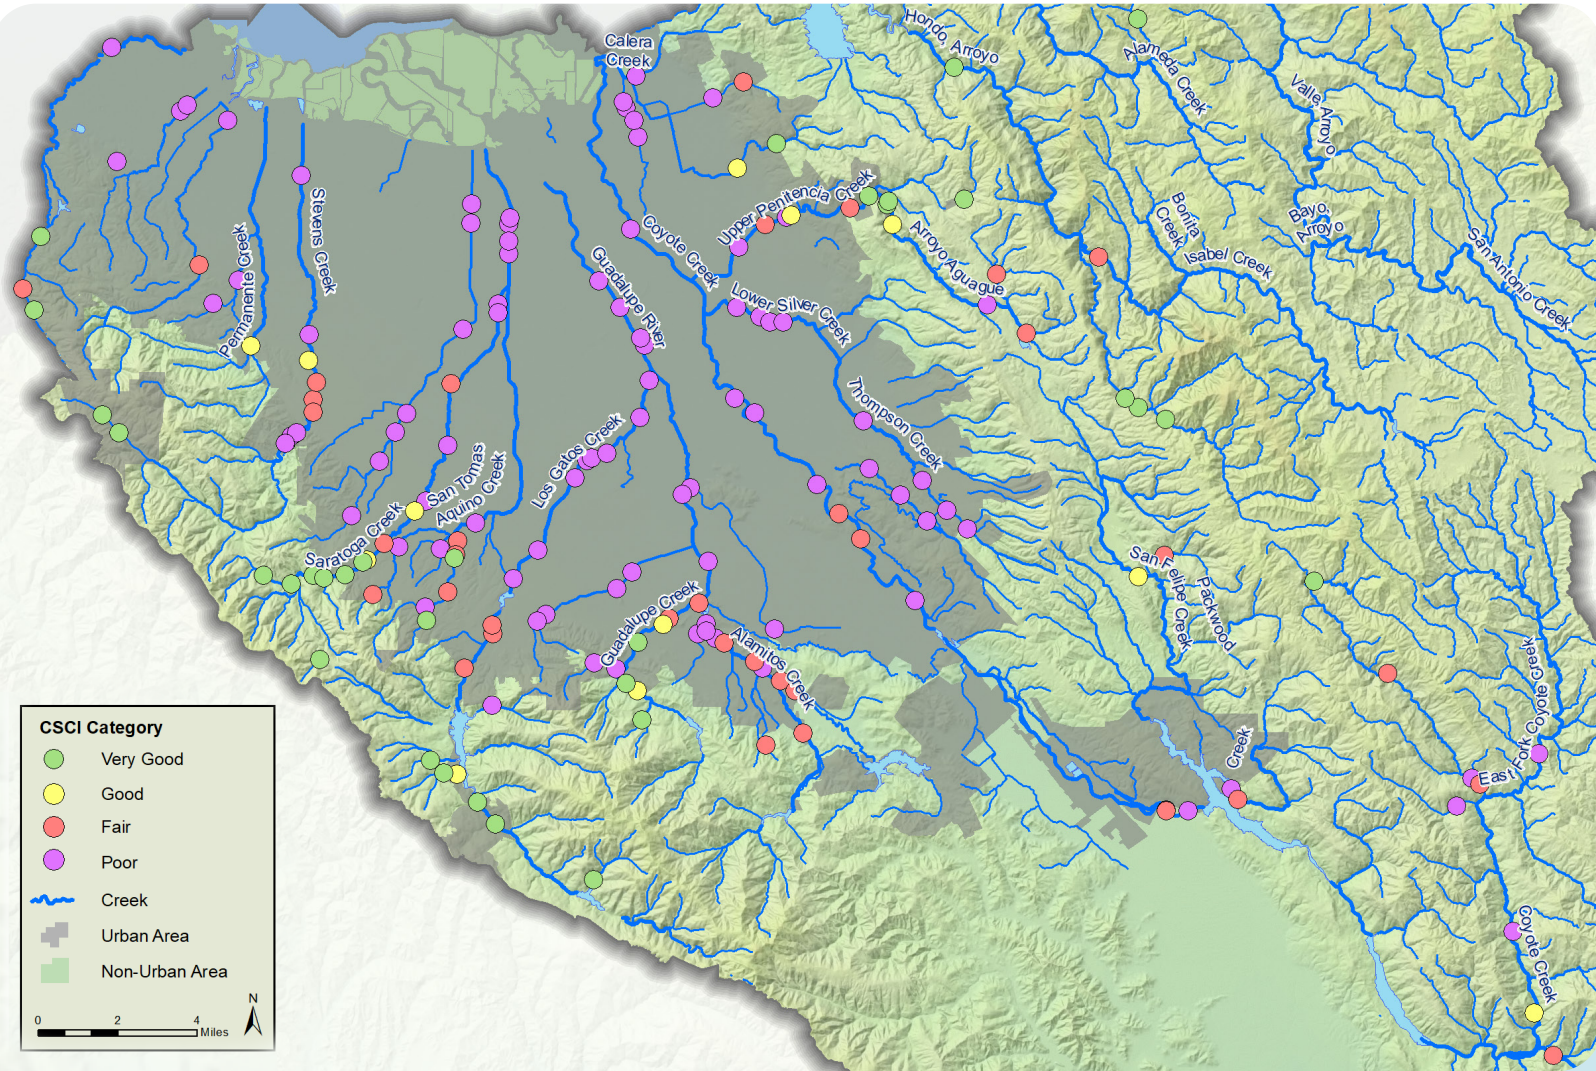 Hondo, Arroyo
Calera
Creek
Alameda Creek
Valle, Arroyo
Upper Penitencia Creek
Bonita
Creek
Bayo,
Arroyo
Stevens Creek
Permanente Creek
Coyote Creek
Arroyo Aguague
Isabel Creek
San Antonio Creek
Guadalupe River
Lower Silver Creek
Thompson Creek
Los Gatos Creek
San Tomas
Aquino Creek
Saratoga Creek
San Felipe Creek
Packwood
Creek
Guadalupe Creek
Alamitos Creek
East Fork Coyote Creek
Coyote Creek
CSCI Category
Very Good
Good
Fair
Poor
Creek
Urban Area
Non-Urban Area
N
0 2 4
Miles